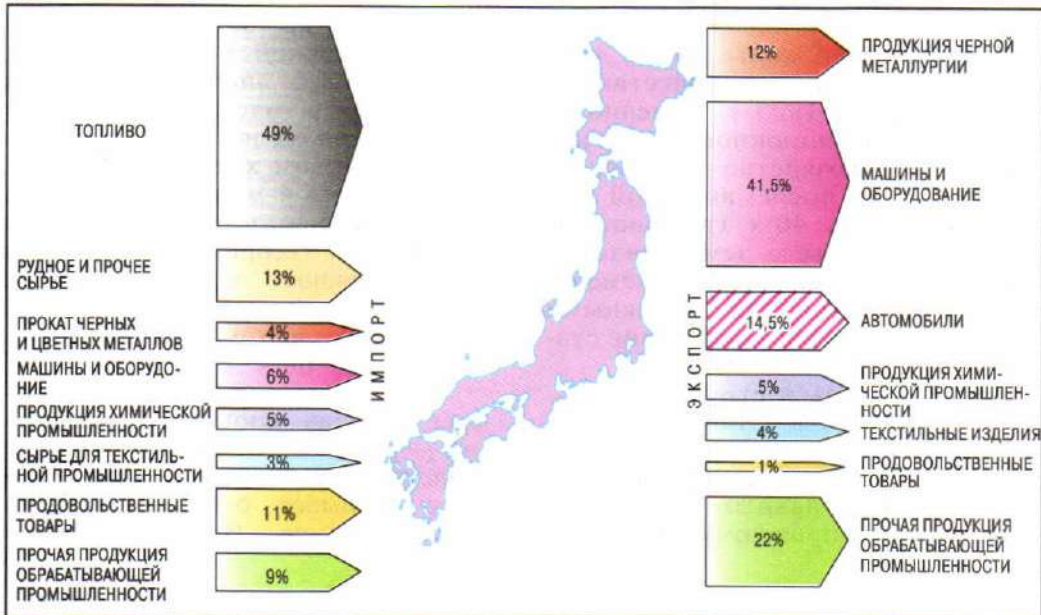 ТОПЛИВО
49%
РУДНОЕ И ПРОЧЕЕ
СЫРЬЕ
13%
ПРОКАТ ЧЕРНЫХ
И ЦВЕТНЫХ МЕТАЛЛОВ
4%
МАШИНЫ И ОБОРУДО-
ВАНИЕ
6%
ПРОДУКЦИЯ ХИМИЧЕСКОЙ
ПРОМЫШЛЕННОСТИ
5%
СЫРЬЕ ДЛЯ ТЕКСТИЛЬ-
НОЙ ПРОМЫШЛЕННОСТИ
3%
ПРОДОВОЛЬСТВЕННЫЕ
ТОВАРЫ
11%
ПРОЧАЯ ПРОДУКЦИЯ
ОБРАБАТЫВАЮЩЕЙ
ПРОМЫШЛЕННОСТИ
9%
ИМПОРТ
ЭКСПОРТ
12%
ПРОДУКЦИЯ ЧЕРНОЙ
МЕТАЛЛУРГИИ
41,5%
МАШИНЫ И
ОБОРУДОВАНИЕ
14,5%
АВТОМОБИЛИ
5%
ПРОДУКЦИЯ ХИМИ-
ЧЕСКОЙ ПРОМЫШЛЕН-
НОСТИ
4%
ТЕКСТИЛЬНЫЕ ИЗДЕЛИЯ
1%
ПРОДОВОЛЬСТВЕННЫЕ
ТОВАРЫ
22%
ПРОЧАЯ ПРОДУКЦИЯ
ОБРАБАТЫВАЮЩЕЙ
ПРОМЫШЛЕННОСТИ